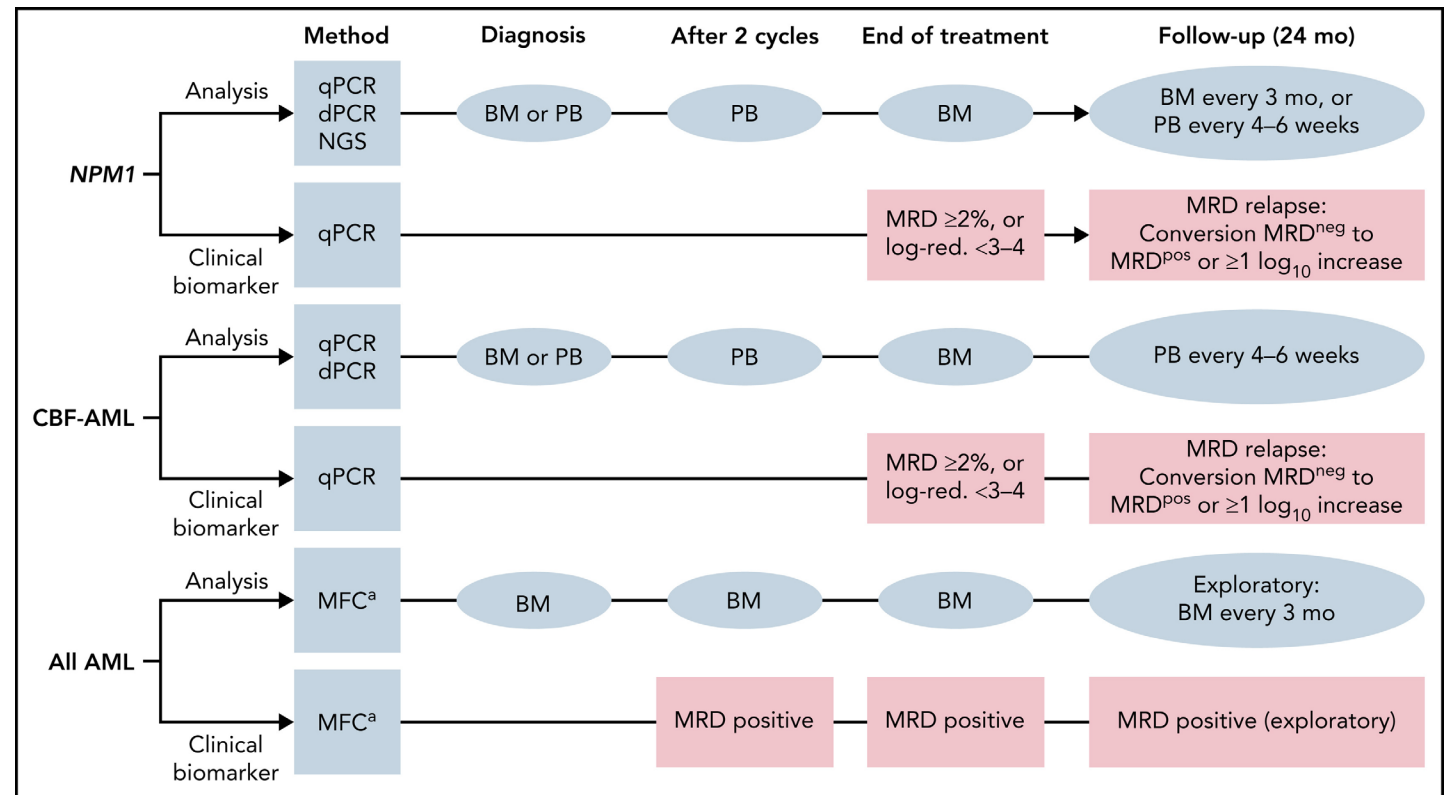 Method Diagnosis After 2 cycles End of treatment Follow-up (24 mo)
NPM1
Analysis
qPCR
dPCR
NGS
BM or PB
PB
BM
BM every 3 mo, or
PB every 4–6 weeks
Clinical
biomarker
qPCR
MRD ≥2%, or
log-red. <3–4
MRD relapse:
Conversion MRDneg to
MRDpos or ≥1 log10 increase
CBF-AML
Analysis
qPCR
dPCR
BM or PB
PB
BM
PB every 4–6 weeks
Clinical
biomarker
qPCR
MRD ≥2%, or
log-red. <3–4
MRD relapse:
Conversion MRDneg to
MRDpos or ≥1 log10 increase
All AML
Analysis
MFCa
BM
BM
BM
Exploratory:
BM every 3 mo
Clinical
biomarker
MFCa
MRD positive
MRD positive
MRD positive (exploratory)